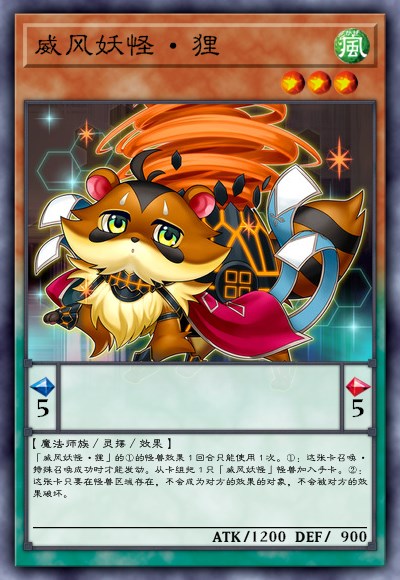 威风妖怪·狸
風
5
5
【魔法师族／灵摆／效果】
「威风妖怪·狸」的①的怪兽效果1回合只能使用1次。①：这张卡召唤·
特殊召唤成功时才能发动。从卡组把1只「威风妖怪」怪兽加入手卡。②：
这张卡只要在怪兽区域存在，不会成为对方的效果的对象，不会被对方的效
果破坏。
ATK/1200 DEF/ 900